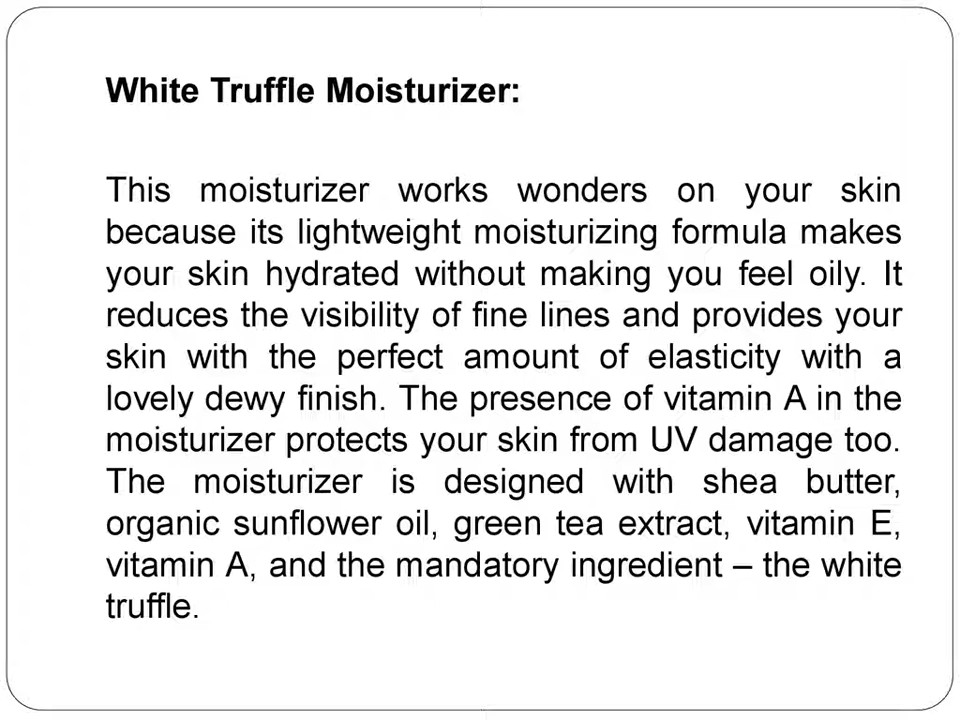 White Truffle Moisturizer:
This moisturizer works wonders on your skin
because its lightweight moisturizing formula makes
your skin hydrated without making you feel oily. It
reduces the visibility of fine lines and provides your
skin with the perfect amount of elasticity with a
lovely dewy finish. The presence of vitamin A in the
moisturizer protects your skin from UV damage too.
The moisturizer is designed with shea butter,
organic sunflower oil, green tea extract, vitamin E,
vitamin A, and the mandatory ingredient – the white
truffle.